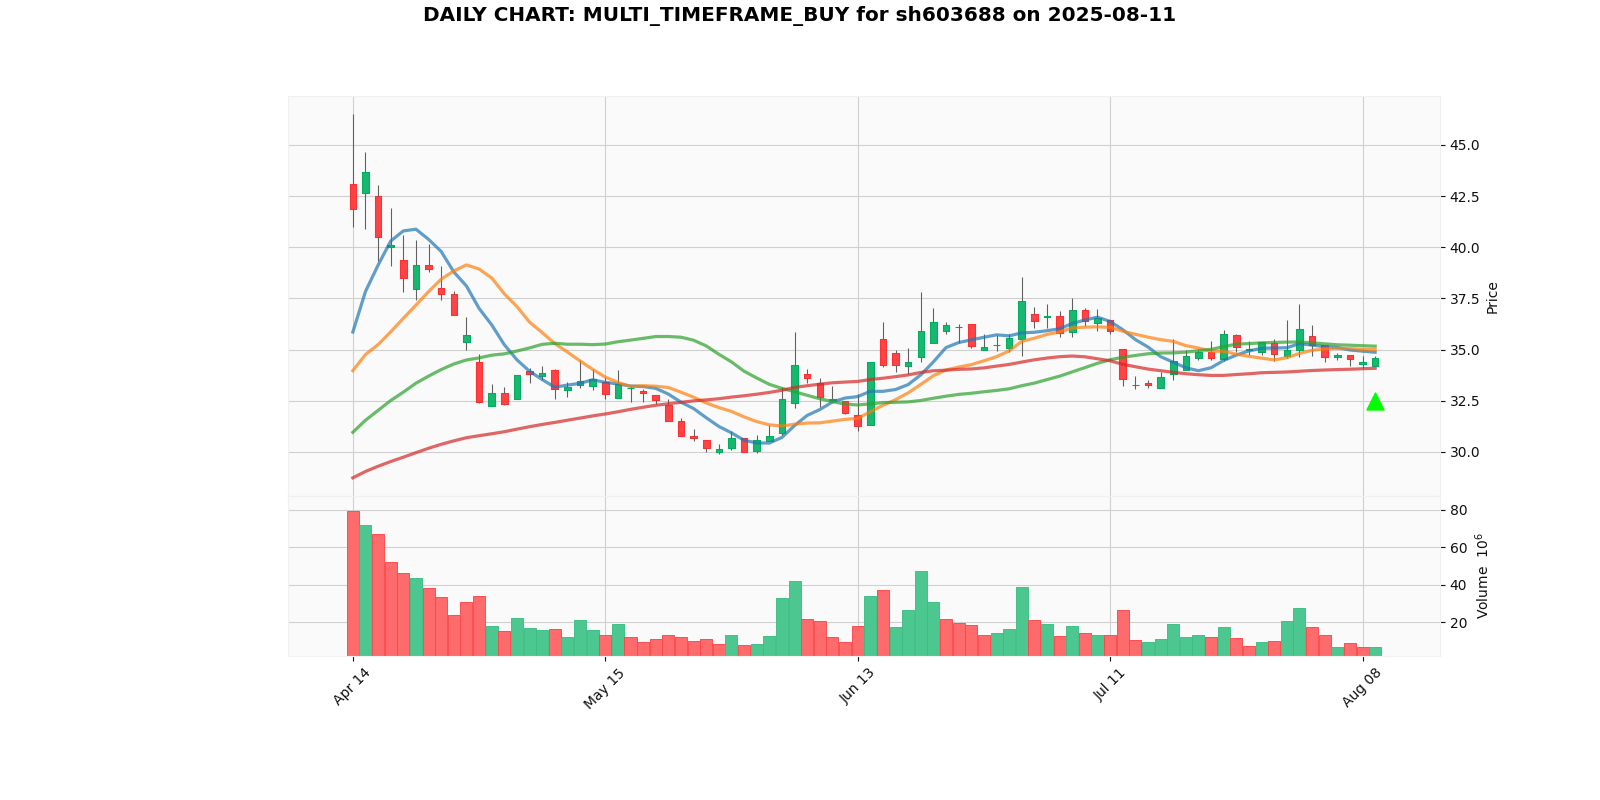 DAILY CHART: MULTI_TIMEFRAME_BUY for sh603688 on 2025-08-11
45.0
42.5
40.0
37.5
35.0
32.5
30.0
Price
80
60
40
20
Volume 10⁶
Apr 14
May 15
Jun 13
Jul 11
Aug 08